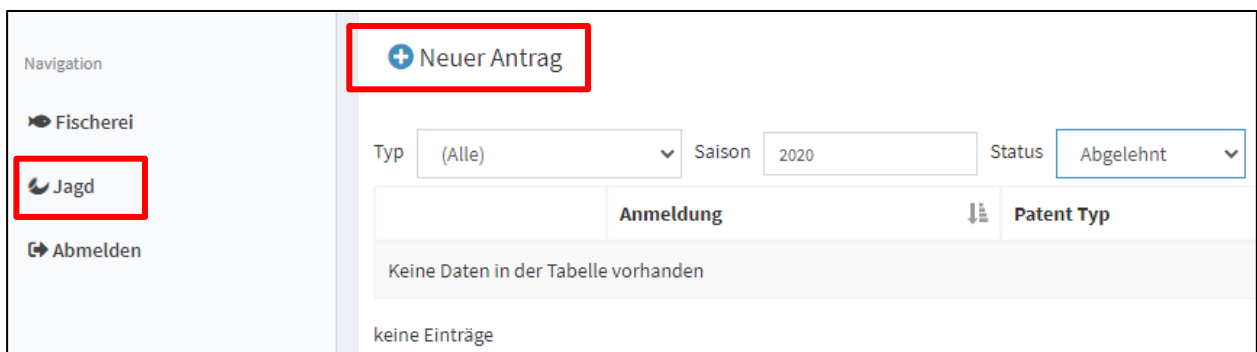 Navigation
Fischerei
Jagd
Abmelden
Neuer Antrag
Typ (Alle) Saison 2020 Status Abgelehnt
Anmeldung Patent Typ
Keine Daten in der Tabelle vorhanden
keine Einträge